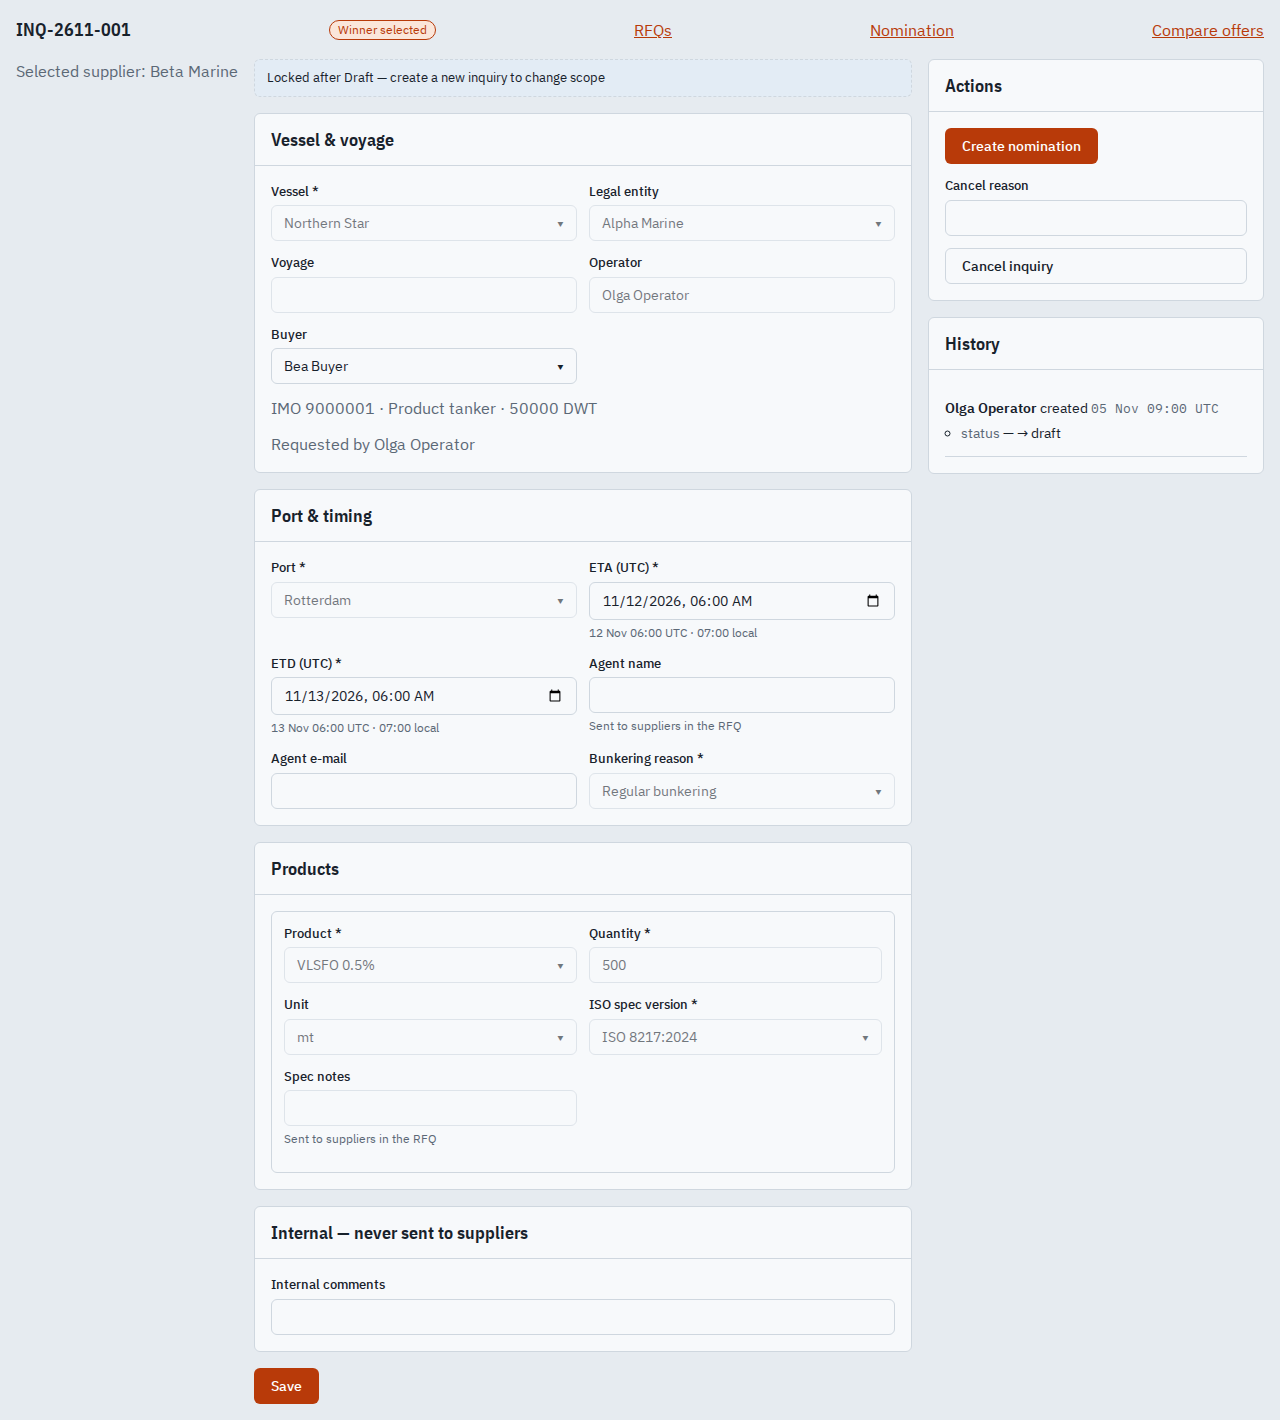 INQ-2611-001
Winner selected
RFQs
Nomination
Compare offers
Selected supplier: Beta Marine
Locked after Draft — create a new inquiry to change scope
Vessel & voyage
Vessel *
Legal entity
Northern Star
Alpha Marine
Voyage
Operator
Olga Operator
Buyer
Bea Buyer
IMO 9000001 · Product tanker · 50000 DWT
Requested by Olga Operator
Port & timing
Port *
ETA (UTC) *
Rotterdam
11/12/2026, 06:00 AM
12 Nov 06:00 UTC · 07:00 local
ETD (UTC) *
Agent name
11/13/2026, 06:00 AM
13 Nov 06:00 UTC · 07:00 local
Sent to suppliers in the RFQ
Agent e-mail
Bunkering reason *
Regular bunkering
Products
Product *
Quantity *
VLSFO 0.5%
500
Unit
ISO spec version *
mt
ISO 8217:2024
Spec notes
Sent to suppliers in the RFQ
Internal — never sent to suppliers
Internal comments
Save
Actions
Create nomination
Cancel reason
Cancel inquiry
History
Olga Operator created 05 Nov 09:00 UTC
status — → draft